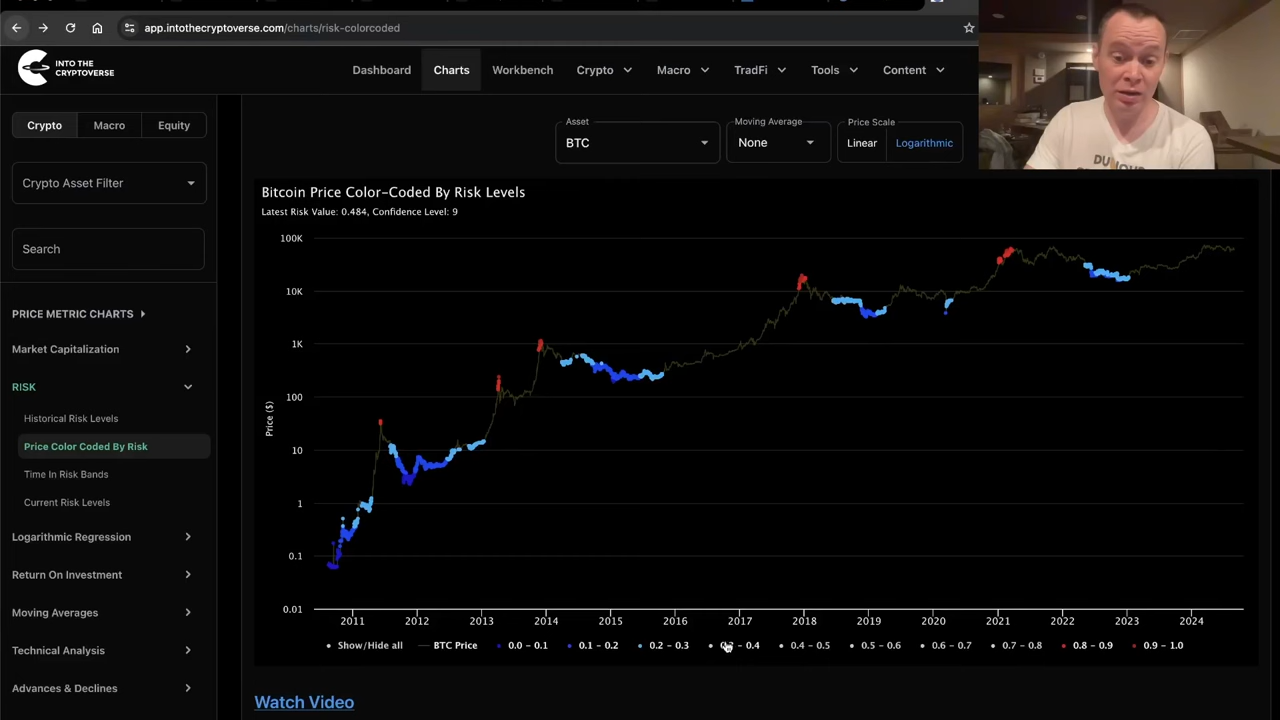 app.intothecryptoverse.com/charts/risk-colorcoded
INTO THE
CRYPTOVERSE
Dashboard Charts Workbench Crypto Macro TradFi Tools Content
Crypto Macro Equity
Crypto Asset Filter
Search
PRICE METRIC CHARTS
Market Capitalization
RISK
Historical Risk Levels
Price Color Coded By Risk
Time In Risk Bands
Current Risk Levels
Logarithmic Regression
Return On Investment
Moving Averages
Technical Analysis
Advances & Declines
Asset
BTC
Moving Average
None
Price Scale
Linear Logarithmic
Bitcoin Price Color-Coded By Risk Levels
Latest Risk Value: 0.484, Confidence Level: 9
100K
10K
1K
100
10
1
0.1
0.01
Price ($)
2011 2012 2013 2014 2015 2016 2017 2018 2019 2020 2021 2022 2023 2024
Show/Hide all BTC Price 0.0 - 0.1 0.1 - 0.2 0.2 - 0.3 - 0.4 0.4 - 0.5 0.5 - 0.6 0.6 - 0.7 0.7 - 0.8 0.8 - 0.9 0.9 - 1.0
Watch Video